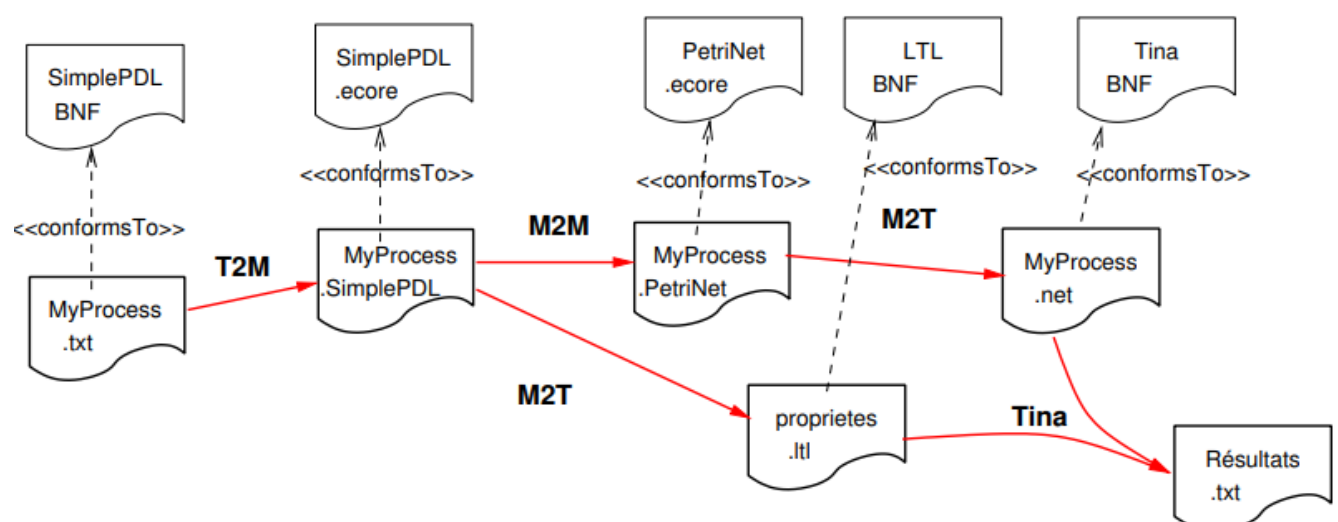 SimplePDL
BNF
SimplePDL
.ecore
PetriNet
.ecore
LTL
BNF
Tina
BNF
<<conformsTo>>
<<conformsTo>>
<<conformsTo>>
<<conformsTo>>
<<conformsTo>>
T2M
M2M
M2T
MyProcess
.txt
MyProcess
.SimplePDL
MyProcess
.PetriNet
MyProcess
.net
M2T
proprietes
.ltl
Tina
Résultats
.txt